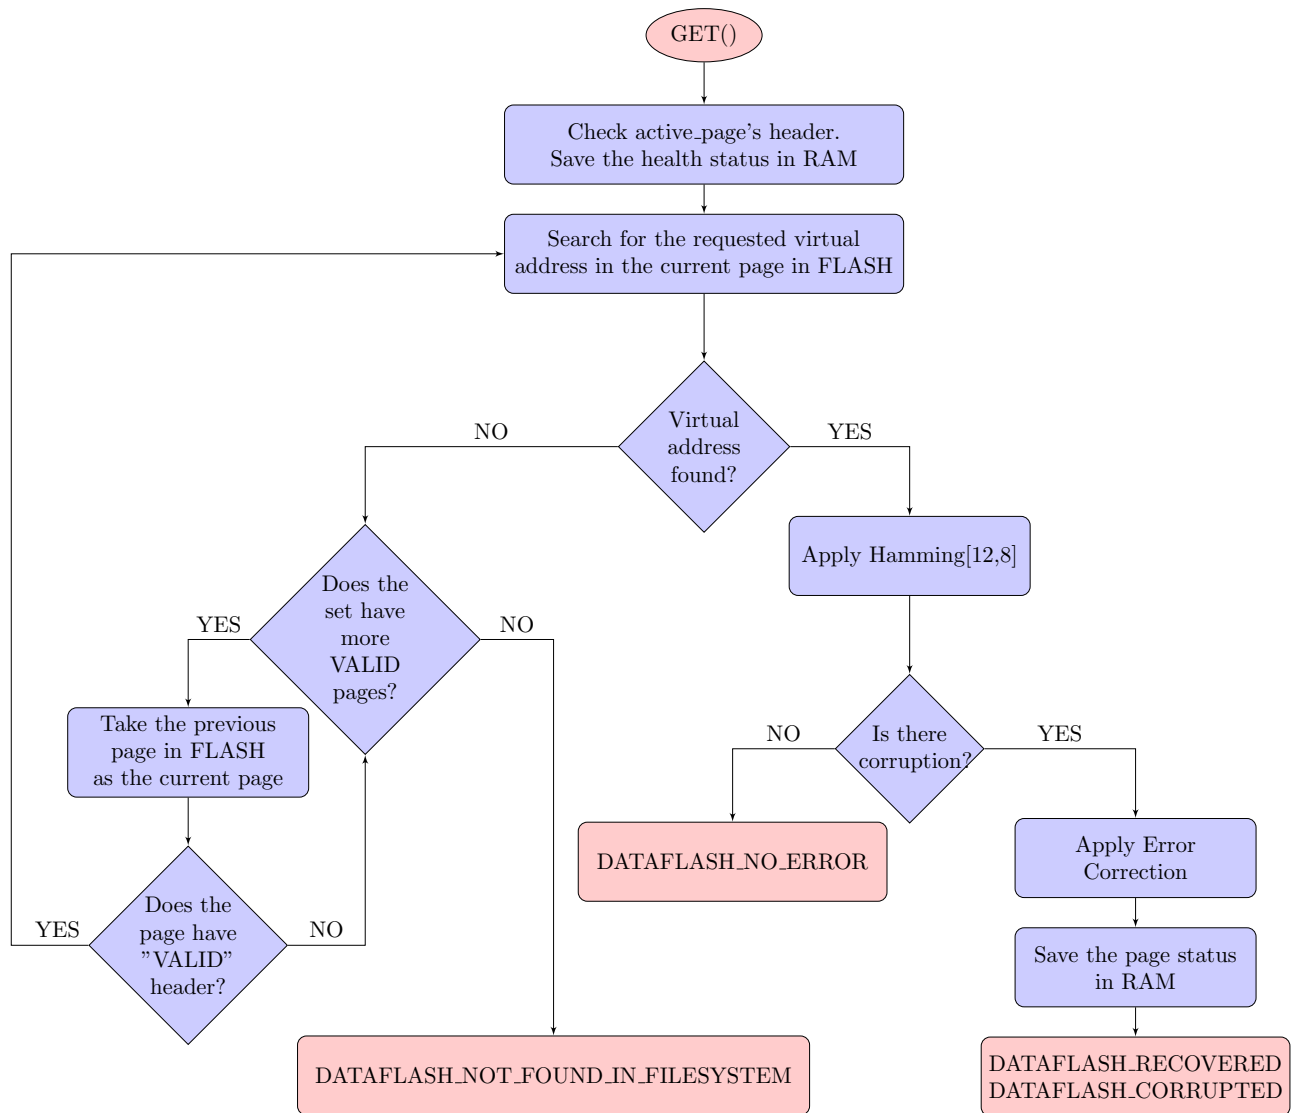 GET()
Check active_page's header.
Save the health status in RAM
Search for the requested virtual
address in the current page in FLASH
Virtual
address
found?
NO
YES
Apply Hamming[12,8]
Does the
set have
more
VALID
pages?
YES
NO
Take the previous
page in FLASH
as the current page
Is there
corruption?
NO
YES
DATAFLASH_NO_ERROR
Apply Error
Correction
Does the
page have
"VALID"
header?
YES
NO
Save the page status
in RAM
DATAFLASH_NOT_FOUND_IN_FILESYSTEM
DATAFLASH_RECOVERED
DATAFLASH_CORRUPTED